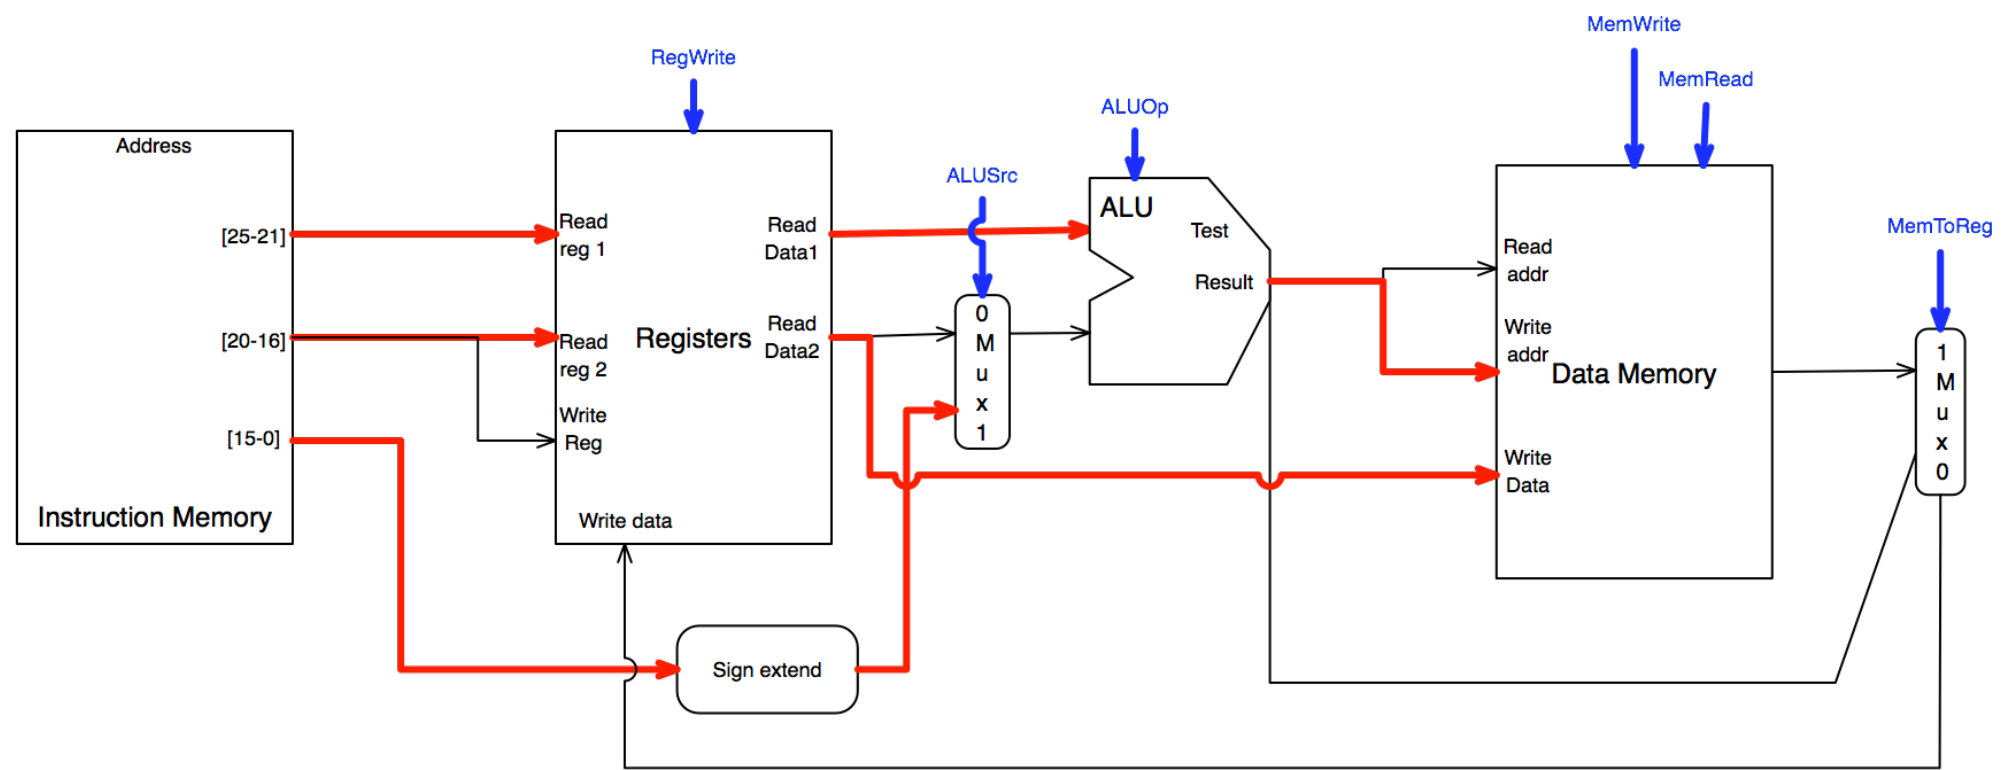 MemWrite
RegWrite
MemRead
ALUOp
Address
ALUSrc
ALU
MemToReg
[25-21]
Read
reg 1
Read
Data1
Test
Read
addr
Result
0
M
u
x
1
[20-16]
Read
reg 2
Registers
Read
Data2
Write
addr
Data Memory
1
M
u
x
0
Write
Reg
[15-0]
Write
Data
Instruction Memory
Write data
Sign extend